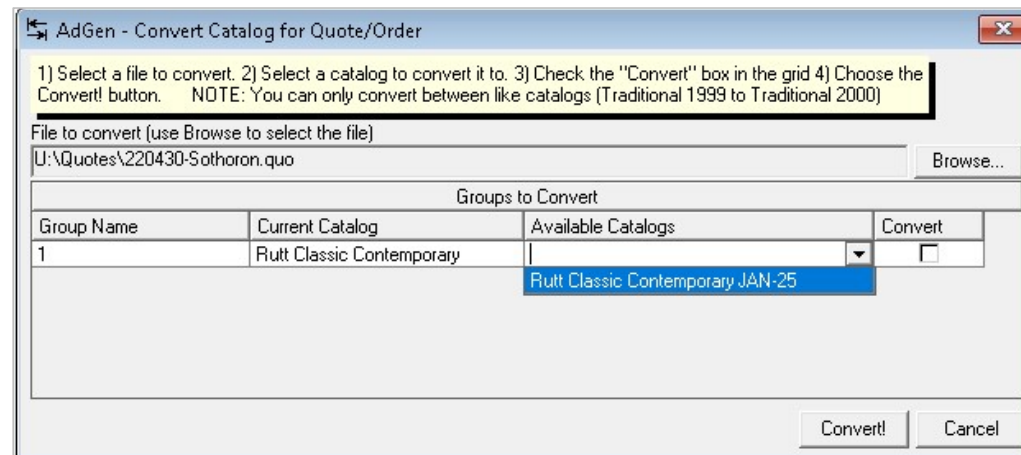 AdGen - Convert Catalog for Quote/Order
1) Select a file to convert. 2) Select a catalog to convert it to. 3) Check the "Convert" box in the grid 4) Choose the
Convert! button. NOTE: You can only convert between like catalogs (Traditional 1999 to Traditional 2000)
File to convert (use Browse to select the file)
U:\Quotes\220430-Sothoron.quo
Browse...
Groups to Convert
Group Name Current Catalog Available Catalogs Convert
1 Rutt Classic Contemporary
Rutt Classic Contemporary JAN-25
Convert! Cancel